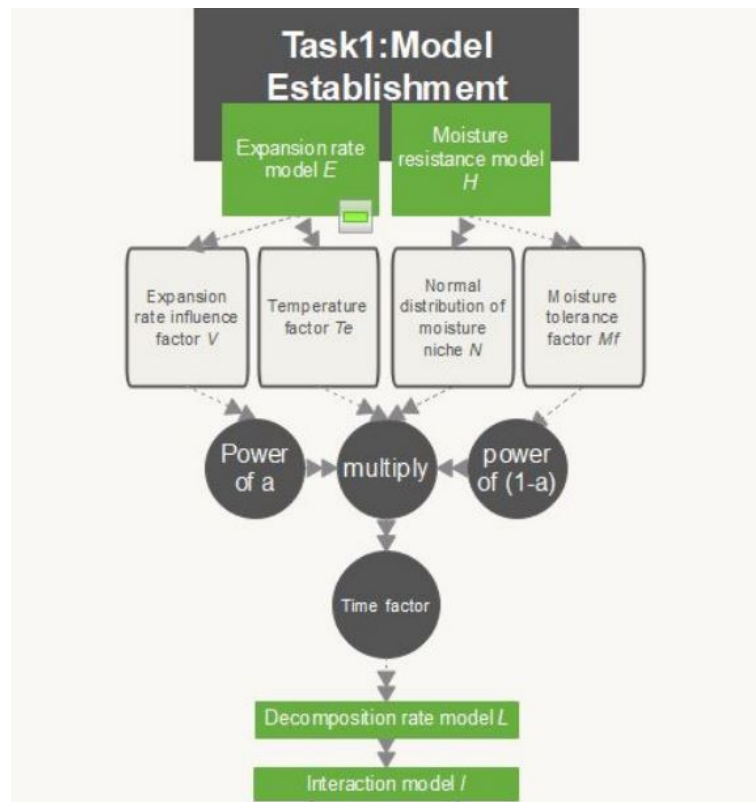 Task1:Model
Establishment
Expansion rate
model E
Moisture
resistance model
H
Expansion
rate influence
factor V
Temperature
factor Te
Normal
distribution of
moisture
niche N
Moisture
tolerance
factor Mf
Power
of a
multiply
power
of (1-a)
Time factor
Decomposition rate model L
Interaction model I